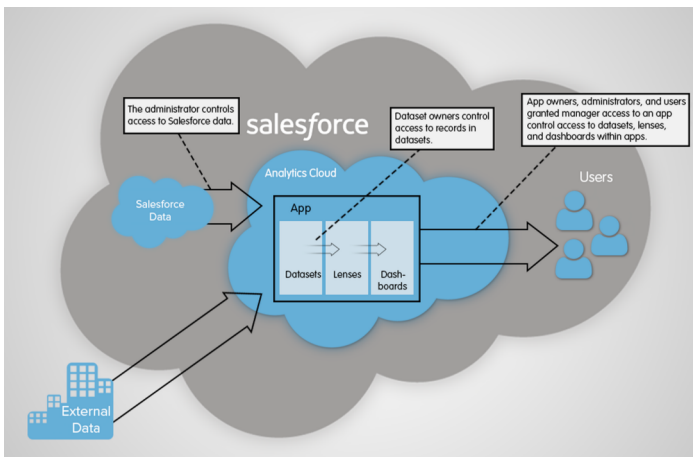 The administrator controls
access to Salesforce data.
salesforce
Dataset owners control
access to records in
datasets.
App owners, administrators, and users
granted manager access to an app
control access to datasets, lenses,
and dashboards within apps.
Analytics Cloud
Users
Salesforce
Data
App
Datasets
Lenses
Dash-
boards
External
Data